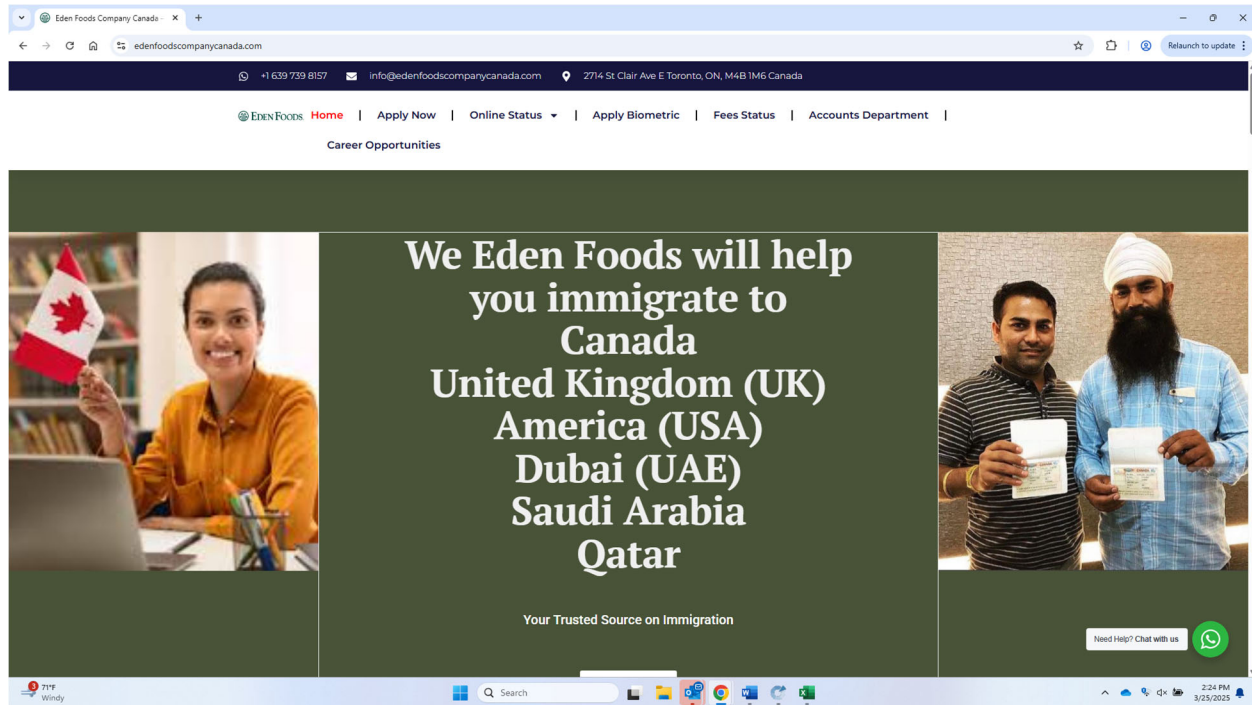 Eden Foods Company Canada -
edenfoodscompanycanada.com
Relaunch to update
+1 639 739 8157
info@edenfoodscompanycanada.com
2714 St Clair Ave E Toronto, ON, M4B 1M6 Canada
EDEN FOODS.
Home | Apply Now | Online Status | Apply Biometric | Fees Status | Accounts Department |
Career Opportunities
We Eden Foods will help
you immigrate to
Canada
United Kingdom (UK)
America (USA)
Dubai (UAE)
Saudi Arabia
Qatar
Your Trusted Source on Immigration
Need Help? Chat with us
3
71°F
Windy
Search
2:24 PM
3/25/2025